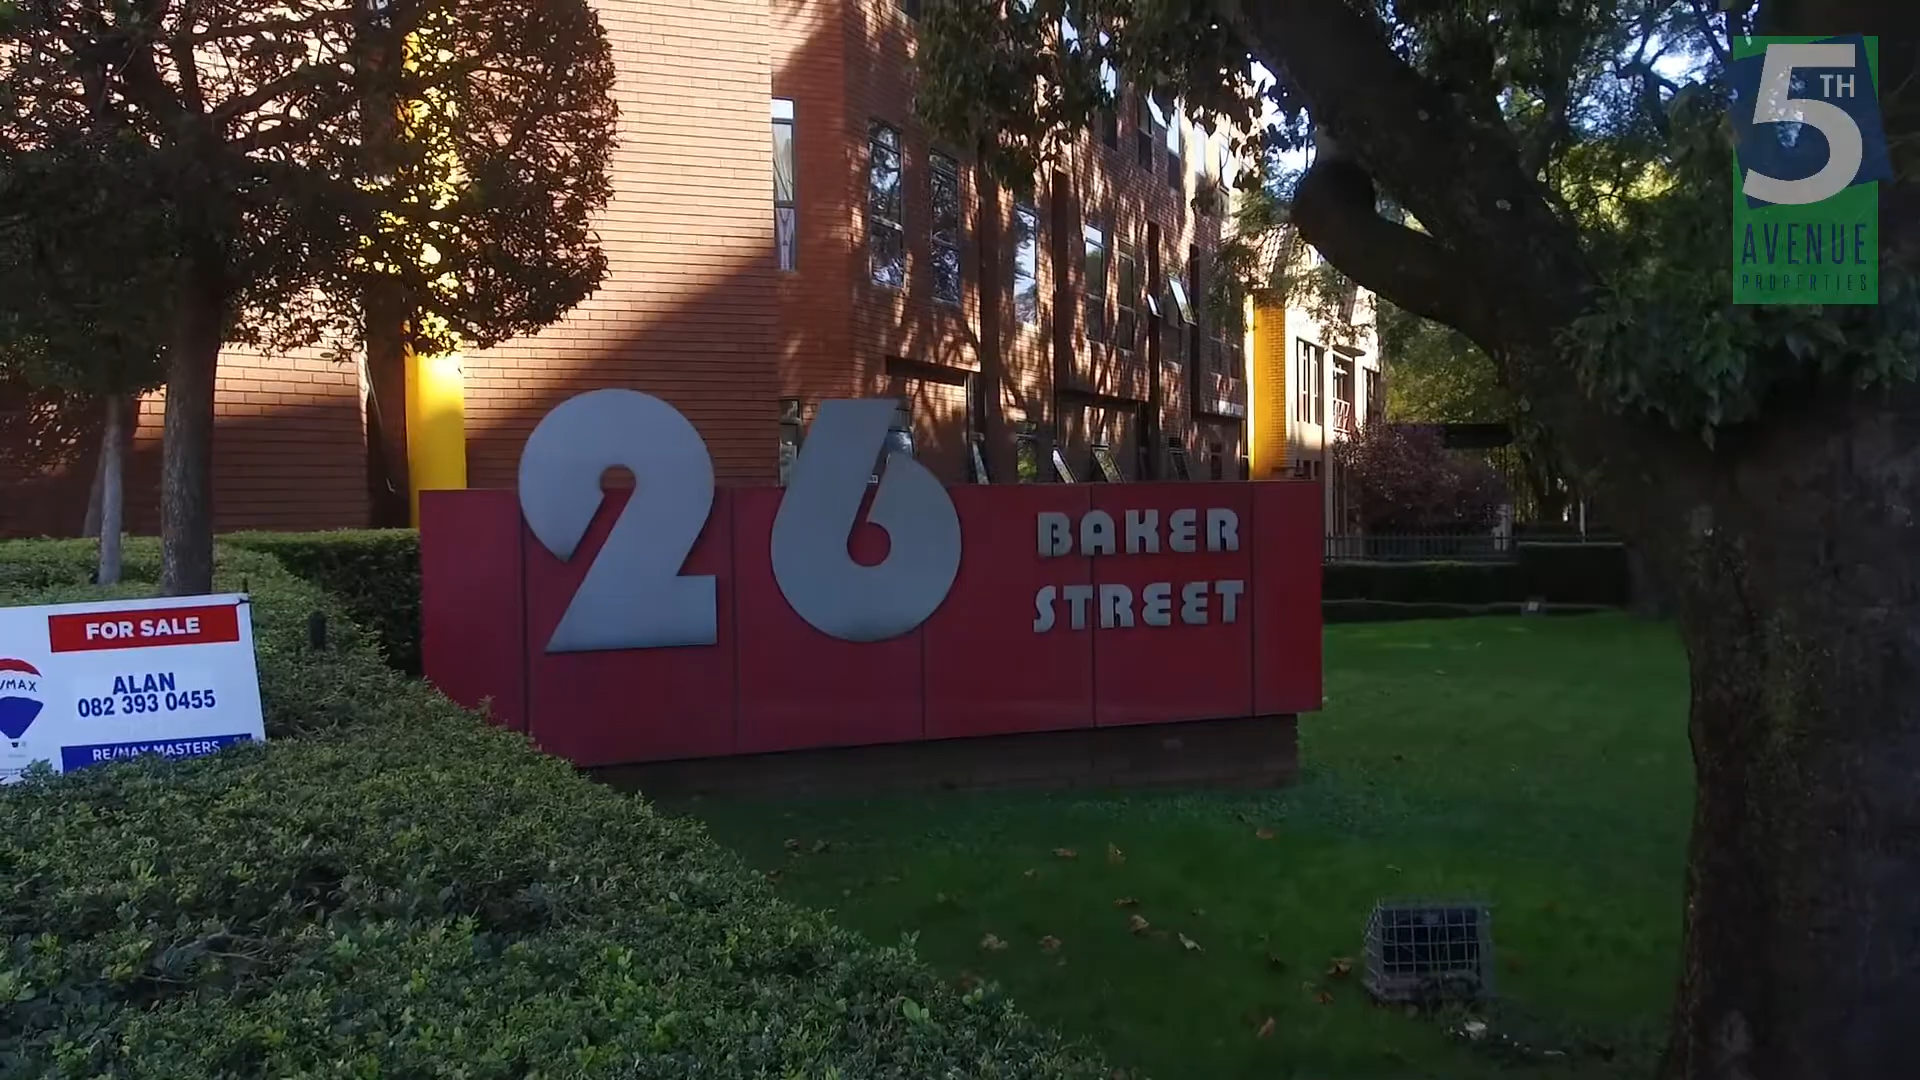 5TH
AVENUE
PROPERTIES
26
BAKER
STREET
FOR SALE
ALAN
082 393 0455
RE/MAX MASTERS